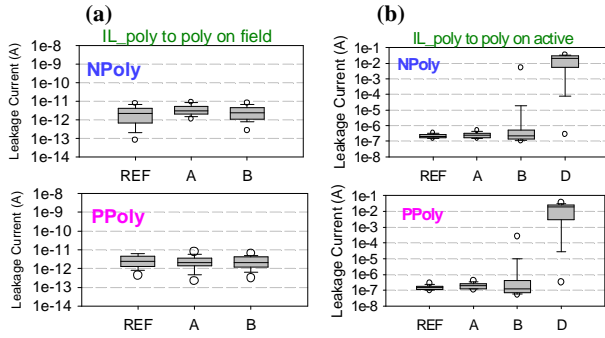 (a)
IL_poly to poly on field
NPoly
Leakage Current (A)
1e-8
1e-9
1e-10
1e-11
1e-12
1e-13
1e-14
REF A B
PPoly
Leakage Current (A)
1e-8
1e-9
1e-10
1e-11
1e-12
1e-13
1e-14
REF A B
(b)
IL_poly to poly on active
NPoly
Leakage Current (A)
1e-1
1e-2
1e-3
1e-4
1e-5
1e-6
1e-7
1e-8
REF A B D
PPoly
Leakage Current (A)
1e-1
1e-2
1e-3
1e-4
1e-5
1e-6
1e-7
1e-8
REF A B D